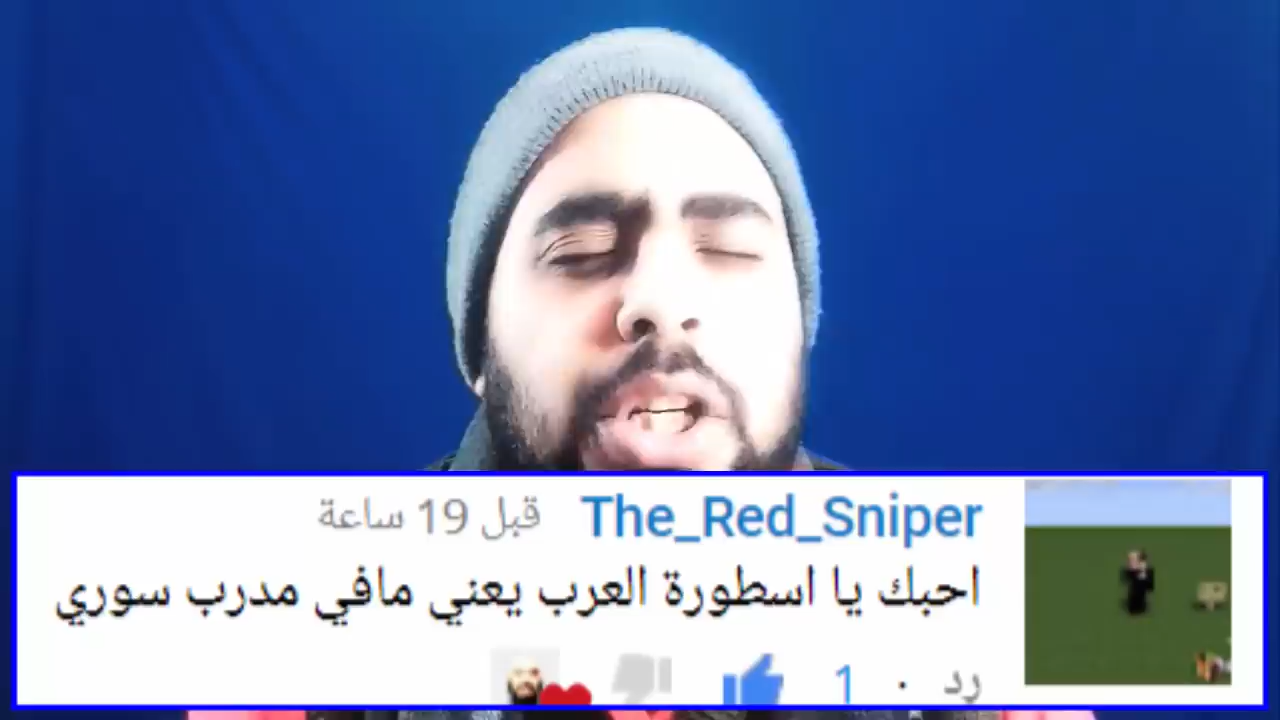 The_Red_Sniper قبل 19 ساعة
احبك يا اسطورة العرب يعني مافي مدرب سوري
رد · 1